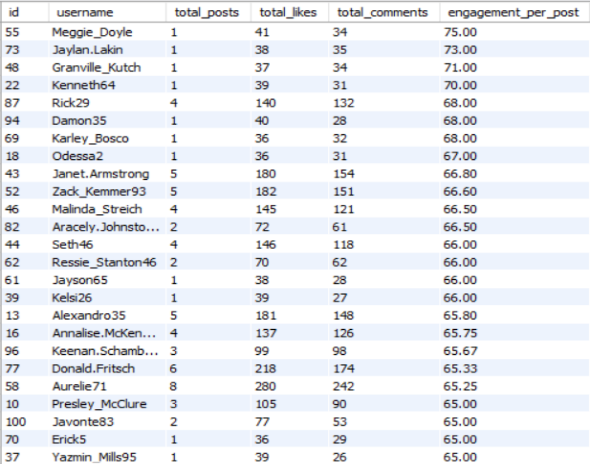 id username total_posts total_likes total_comments engagement_per_post
55 Meggie_Doyle 1 41 34 75.00
73 Jaylan.Lakin 1 38 35 73.00
48 Granville_Kutch 1 37 34 71.00
22 Kenneth64 1 39 31 70.00
87 Rick29 4 140 132 68.00
94 Damon35 1 40 28 68.00
69 Karley_Bosco 1 36 32 68.00
18 Odessa2 1 36 31 67.00
43 Janet.Armstrong 5 180 154 66.80
52 Zack_Kemmer93 5 182 151 66.60
46 Malinda_Streich 4 145 121 66.50
82 Aracely.Johnsto... 2 72 61 66.50
44 Seth46 4 146 118 66.00
62 Ressie_Stanton46 2 70 62 66.00
61 Jayson65 1 38 28 66.00
39 Kelsi26 1 39 27 66.00
13 Alexandro35 5 181 148 65.80
16 Annalise.McKen... 4 137 126 65.75
96 Keenan.Schamb... 3 99 98 65.67
77 Donald.Fritsch 6 218 174 65.33
58 Aurelie71 8 280 242 65.25
10 Presley_McClure 3 105 90 65.00
100 Javonte83 2 77 53 65.00
70 Erick5 1 36 29 65.00
37 Yazmin_Mills95 1 39 26 65.00